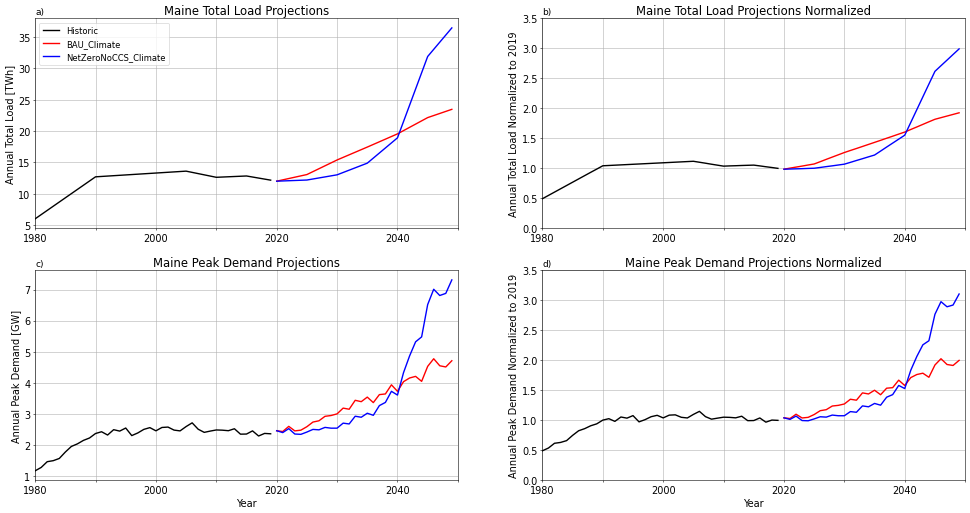 a)
Maine Total Load Projections
Annual Total Load [TWh]
35
30
25
20
15
10
5
Historic
BAU_Climate
NetZeroNoCCS_Climate
1980
2000
2020
2040
b)
Maine Total Load Projections Normalized
Annual Total Load Normalized to 2019
3.5
3.0
2.5
2.0
1.5
1.0
0.5
0.0
1980
2000
2020
2040
c)
Maine Peak Demand Projections
Annual Peak Demand [GW]
7
6
5
4
3
2
1
1980
2000
2020
2040
Year
d)
Maine Peak Demand Projections Normalized
Annual Peak Demand Normalized to 2019
3.5
3.0
2.5
2.0
1.5
1.0
0.5
0.0
1980
2000
2020
2040
Year